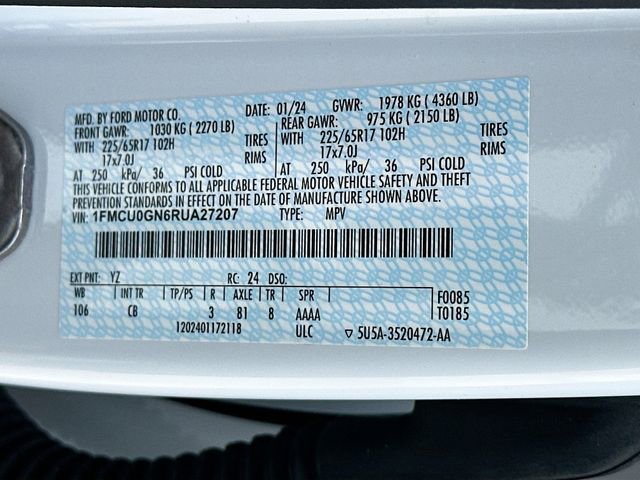 MFD. BY FORD MOTOR CO. DATE: 01/24 GVWR: 1978 KG ( 4360 LB)
FRONT GAWR: 1030 KG ( 2270 LB) REAR GAWR: 975 KG ( 2150 LB)
WITH 225/65R17 102H TIRES WITH 225/65R17 102H TIRES
17x7.0J RIMS 17x7.0J RIMS
AT 250 kPa/ 36 PSI COLD AT 250 kPa/ 36 PSI COLD
THIS VEHICLE CONFORMS TO ALL APPLICABLE FEDERAL MOTOR VEHICLE SAFETY AND THEFT
PREVENTION STANDARDS IN EFFECT ON THE DATE OF MANUFACTURE SHOWN ABOVE.
VIN: 1FMCU0GN6RUA27207 TYPE: MPV
EXT PNT: YZ RC: 24 DSO:
WB INT TR TP/PS R AXLE TR SPR F0085
106 CB 3 81 8 AAAA T0185
1202401172118 ULC ▽ 5U5A-3520472-AA